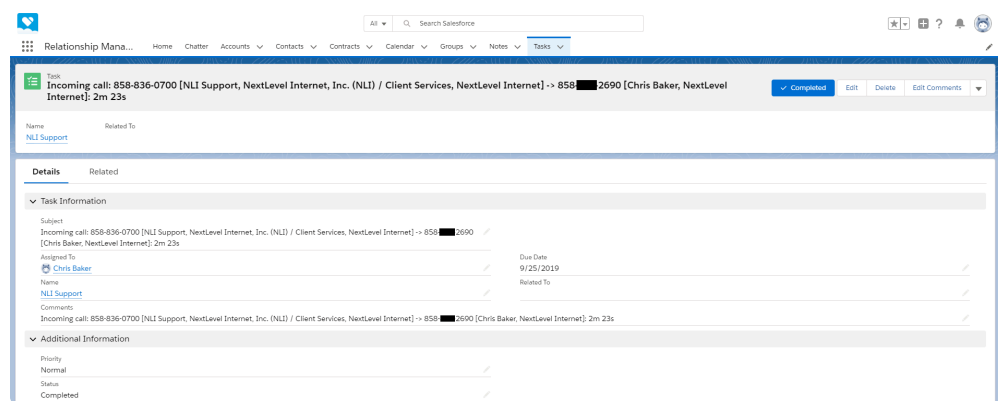 All Search Salesforce
Relationship Mana... Home Chatter Accounts Contacts Contracts Calendar Groups Notes Tasks
Task
Incoming call: 858-836-0700 [NLI Support, NextLevel Internet, Inc. (NLI) / Client Services, NextLevel Internet] -> 858- -2690 [Chris Baker, NextLevel
Internet]: 2m 23s
Completed Edit Delete Edit Comments
Name Related To
NLI Support
Details Related
Task Information
Subject
Incoming call: 858-836-0700 [NLI Support, NextLevel Internet, Inc. (NLI) / Client Services, NextLevel Internet] -> 858- 2690
[Chris Baker, NextLevel Internet]: 2m 23s
Assigned To Due Date
Chris Baker 9/25/2019
Name Related To
NLI Support
Comments
Incoming call: 858-836-0700 [NLI Support, NextLevel Internet, Inc. (NLI) / Client Services, NextLevel Internet] -> 858- 2690 [Chris Baker, NextLevel Internet]: 2m 23s
Additional Information
Priority
Normal
Status
Completed